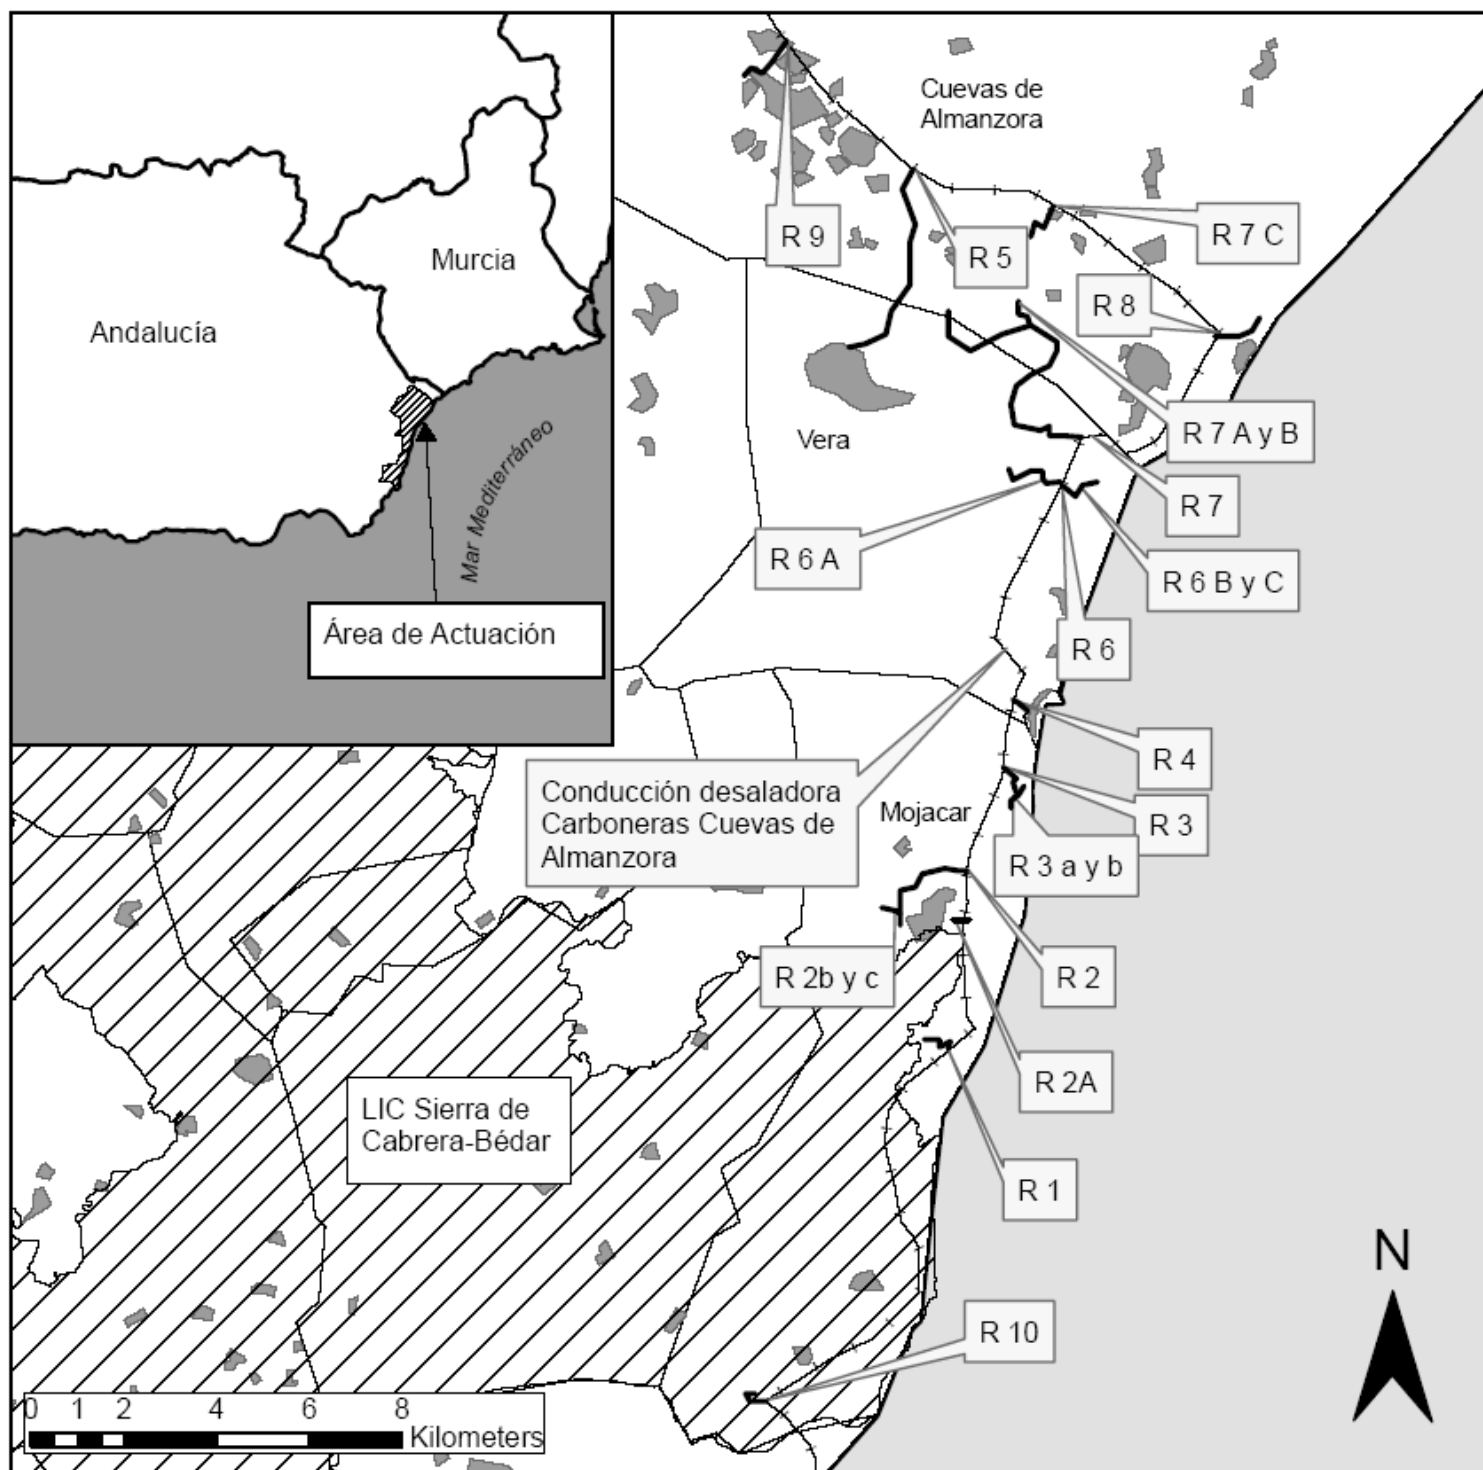 Andalucía
Murcia
Mar Mediterráneo
Área de Actuación
Cuevas de
Almanzora
R 9
R 5
R 7 C
R 8
R 7 A y B
R 7
Vera
R 6 A
R 6 B y C
R 6
R 4
Conducción desaladora
Carboneras Cuevas de
Almanzora
Mojacar
R 3
R 3 a y b
R 2b y c
R 2
R 2A
LIC Sierra de
Cabrera-Bédar
R 1
R 10
N
0 1 2 4 6 8
Kilometers